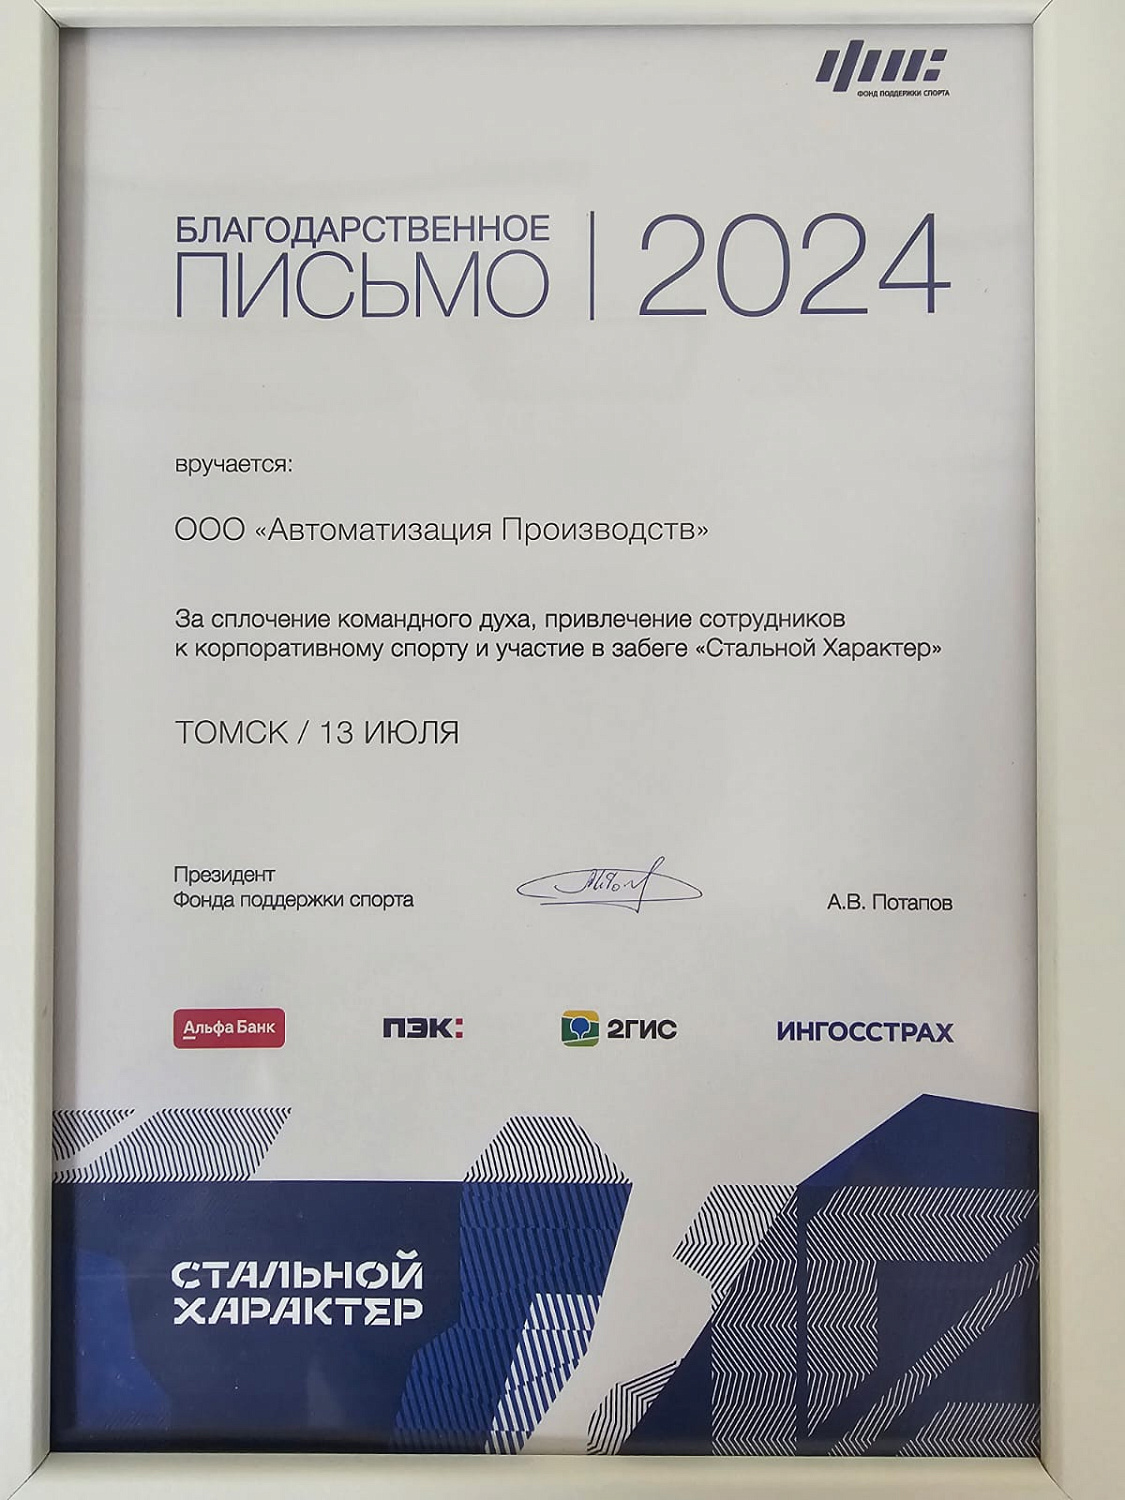 ФОНД ПОДДЕРЖКИ СПОРТА
БЛАГОДАРСТВЕННОЕ
ПИСЬМО | 2024
вручается:
ООО «Автоматизация Производств»
За сплочение командного духа, привлечение сотрудников
к корпоративному спорту и участие в забеге «Стальной Характер»
ТОМСК / 13 ИЮЛЯ
Президент
Фонда поддержки спорта
А.В. Потапов
Альфа Банк
ПЭК:
2ГИС
ИНГОССТРАХ
СТАЛЬНОЙ
ХАРАКТЕР